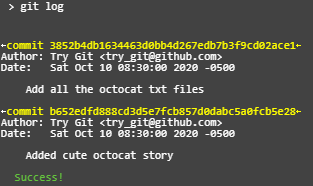 > git log
←commit 3852b4db1634463d0bb4d267edb7b3f9cd02ace1←
Author: Try Git <try_git@github.com>
Date:   Sat Oct 10 08:30:00 2020 -0500
Add all the octocat txt files
←commit b652edfd888cd3d5e7fcb857d0dabc5a0fcb5e28←
Author: Try Git <try_git@github.com>
Date:   Sat Oct 10 08:30:00 2020 -0500
Added cute octocat story
Success!